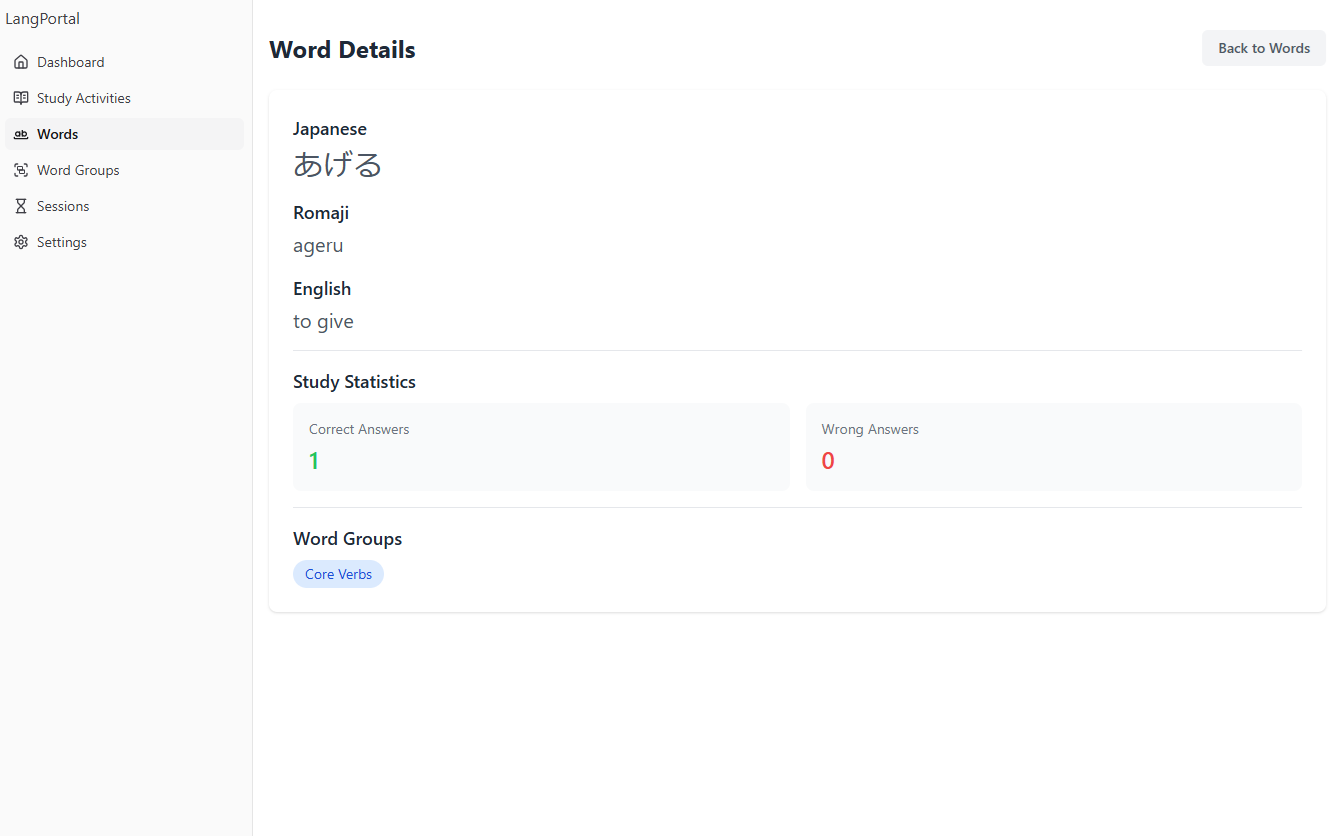 LangPortal
Dashboard
Study Activities
Words
Word Groups
Sessions
Settings
Word Details
Back to Words
Japanese
あげる
Romaji
ageru
English
to give
Study Statistics
Correct Answers
1
Wrong Answers
0
Word Groups
Core Verbs